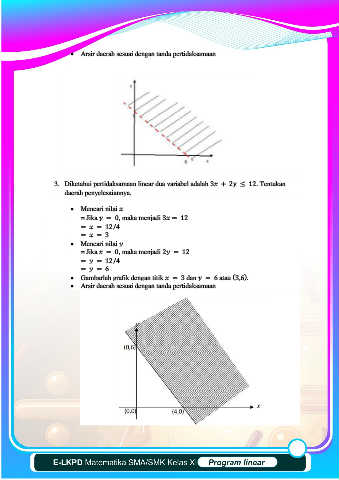 • Arsir daerah sesuai dengan tanda pertidaksamaan
3. Diketahui pertidaksamaan linear dua variabel adalah 3x + 2y ≤ 12. Tentukan
daerah penyelesaiannya.
• Mencari nilai x
= Jika y = 0, maka menjadi 3x = 12
= x = 12/4
= x = 3
• Mencari nilai y
= Jika x = 0, maka menjadi 2y = 12
= y = 12/4
= y = 6
• Gambarlah grafik dengan titik x = 3 dan y = 6 atau (3,6).
• Arsir daerah sesuai dengan tanda pertidaksamaan
(0,6)
(0,0)
(4,0)
x
E-LKPD Matematika SMA/SMK Kelas X Program linear